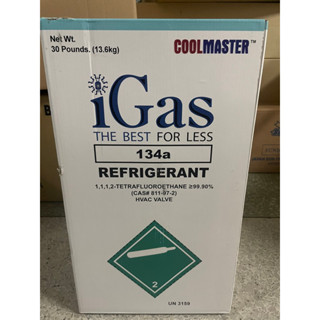 Net Wt.
30 Pounds. (13.6kg)
COOLMASTER™
iGas
THE BEST FOR LESS
134a
REFRIGERANT
1,1,1,2-TETRAFLUOROETHANE ≥99.90%
(CAS# 811-97-2)
HVAC VALVE
2
UN 3159